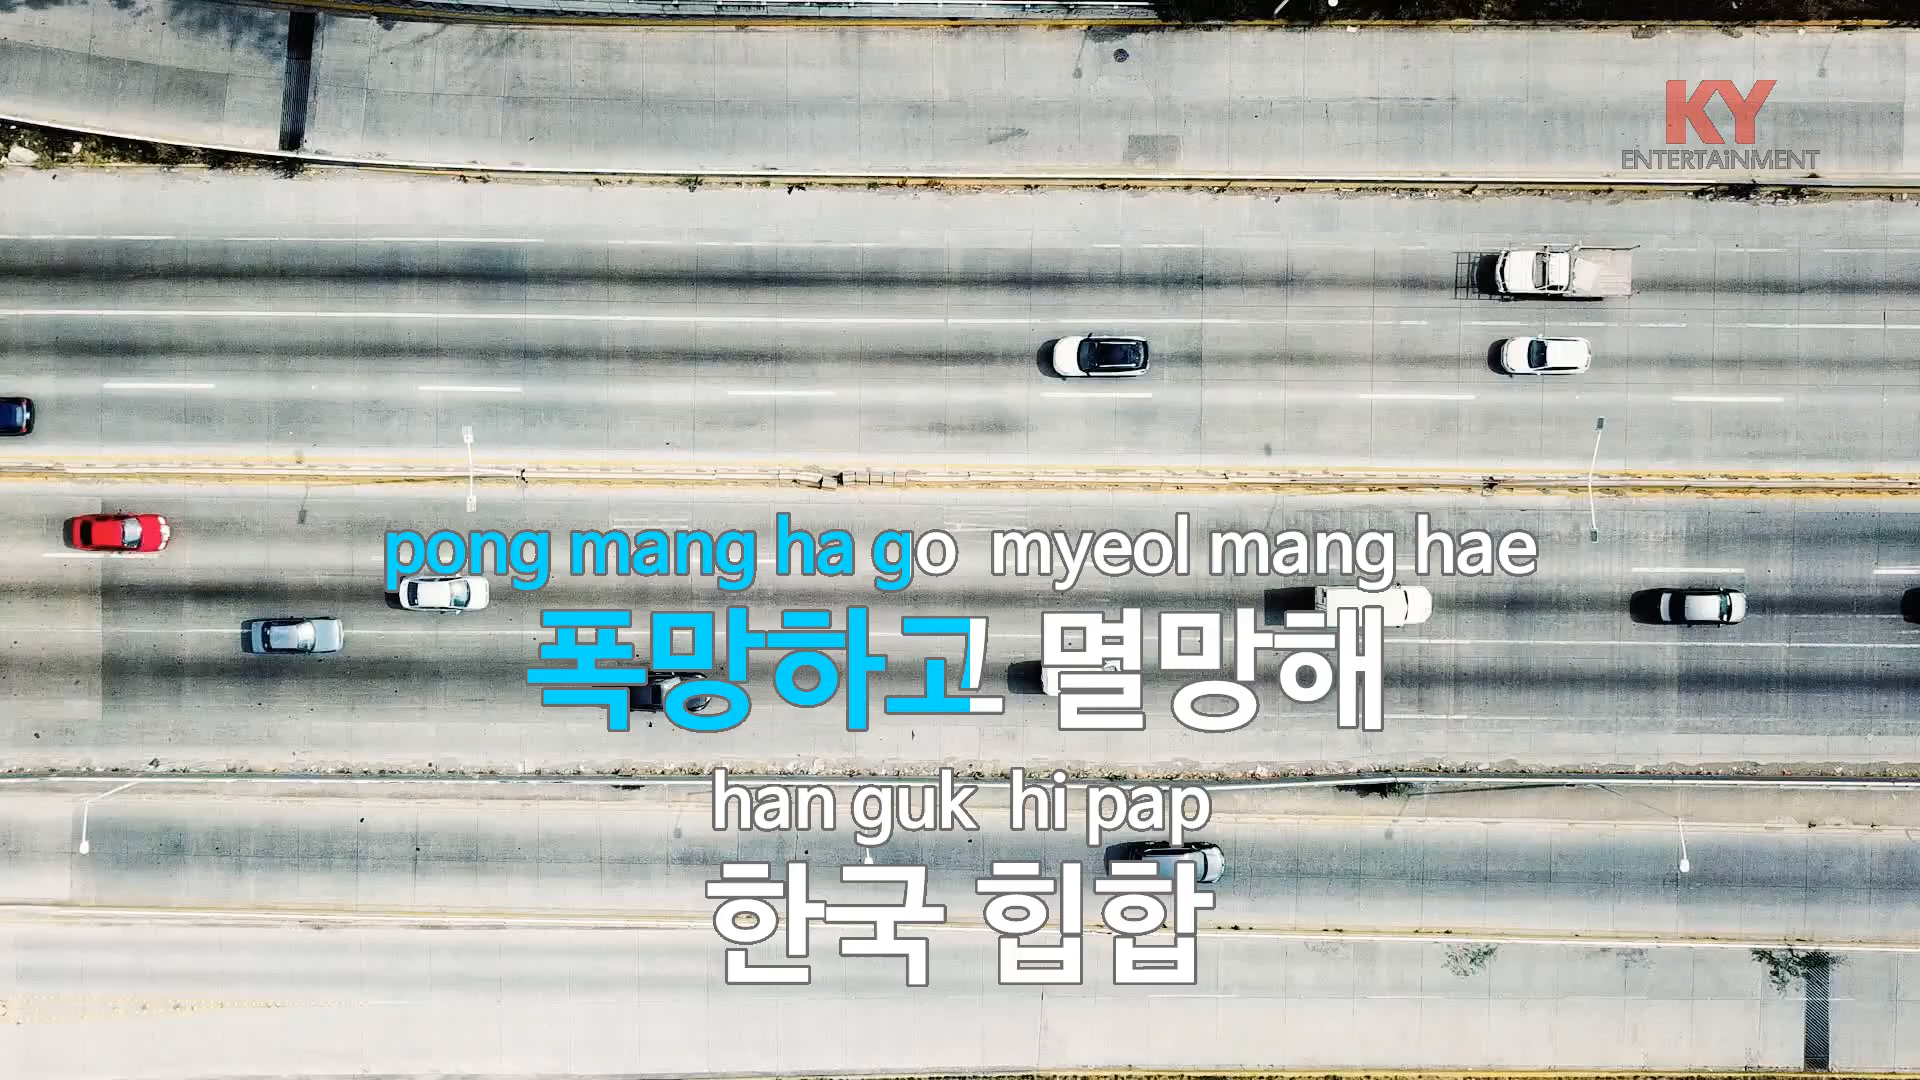 KY
ENTERTAiNMENT
pong mang ha go myeol mang hae
폭망하고 멸망해
han guk hi pap
한국 힙합